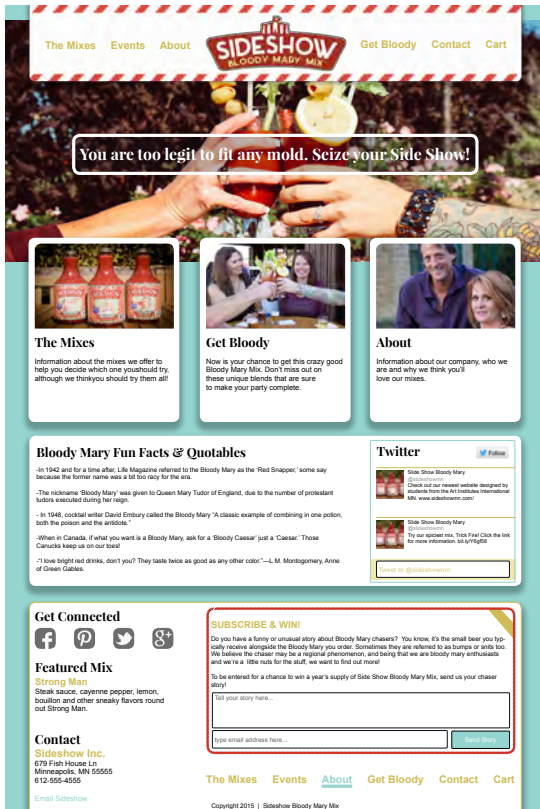 The Mixes Events About
SIDESHOW
BLOODY MARY MIX
Get Bloody Contact Cart
You are too legit to fit any mold. Seize your Side Show!
The Mixes
Information about the mixes we offer to
help you decide which one youshould try,
although we thinkyou should try them all!
Get Bloody
Now is your chance to get this crazy good
Bloody Mary Mix. Don't miss out on
these unique blends that are sure
to make your party complete.
About
Information about our company, who we
are and why we think you'll
love our mixes.
Bloody Mary Fun Facts & Quotables
-In 1942 and for a time after, Life Magazine referred to the Bloody Mary as the 'Red Snapper,' some say
because the former name was a bit too racy for the era.
-The nickname 'Bloody Mary' was given to Queen Mary Tudor of England, due to the number of protestant
tudors executed during her reign.
- In 1948, cocktail writer David Embury called the Bloody Mary "A classic example of combining in one potion,
both the poison and the antidote."
-When in Canada, if what you want is a Bloody Mary, ask for a 'Bloody Caesar' just a 'Caesar.' Those
Canucks keep us on our toes!
-"I love bright red drinks, don't you? They taste twice as good as any other color."—L.M. Montogomery, Anne
of Green Gables.
Twitter
Follow
Slide Show Bloody Mary
@slideshowmn
Check out our newest website designed by
students from the Art Institutes International
MN. www.slideshowmn.com/
Slide Show Bloody Mary
@slideshowmn
Try our spiciest mix, Trick Fire! Click the link
for more information. bit.ly/Y6gf58
Tweet to @sideshowmn
Get Connected
Featured Mix
Strong Man
Steak sauce, cayenne pepper, lemon,
bouillon and other sneaky flavors round
out Strong Man.
Contact
Sideshow Inc.
679 Fish House Ln
Minneapolis, MN 55555
612-555-4555
Email Sideshow
SUBSCRIBE & WIN!
Do you have a funny or unusual story about Bloody Mary chasers? You know, it's the small beer you typ-
ically receive alongside the Bloody Mary you order. Sometimes they are referred to as bumps or snits too.
We believe the chaser may be a regional phenomenon, and being that we are bloody mary enthusiasts
and we're a little nuts for the stuff, we want to find out more!
To be entered for a chance to win a year's supply of Side Show Bloody Mary Mix, send us your chaser
story!
Tell your story here...
type email address here...
Send Story
The Mixes Events About Get Bloody Contact Cart
Copyright 2015 | Sideshow Bloody Mary Mix